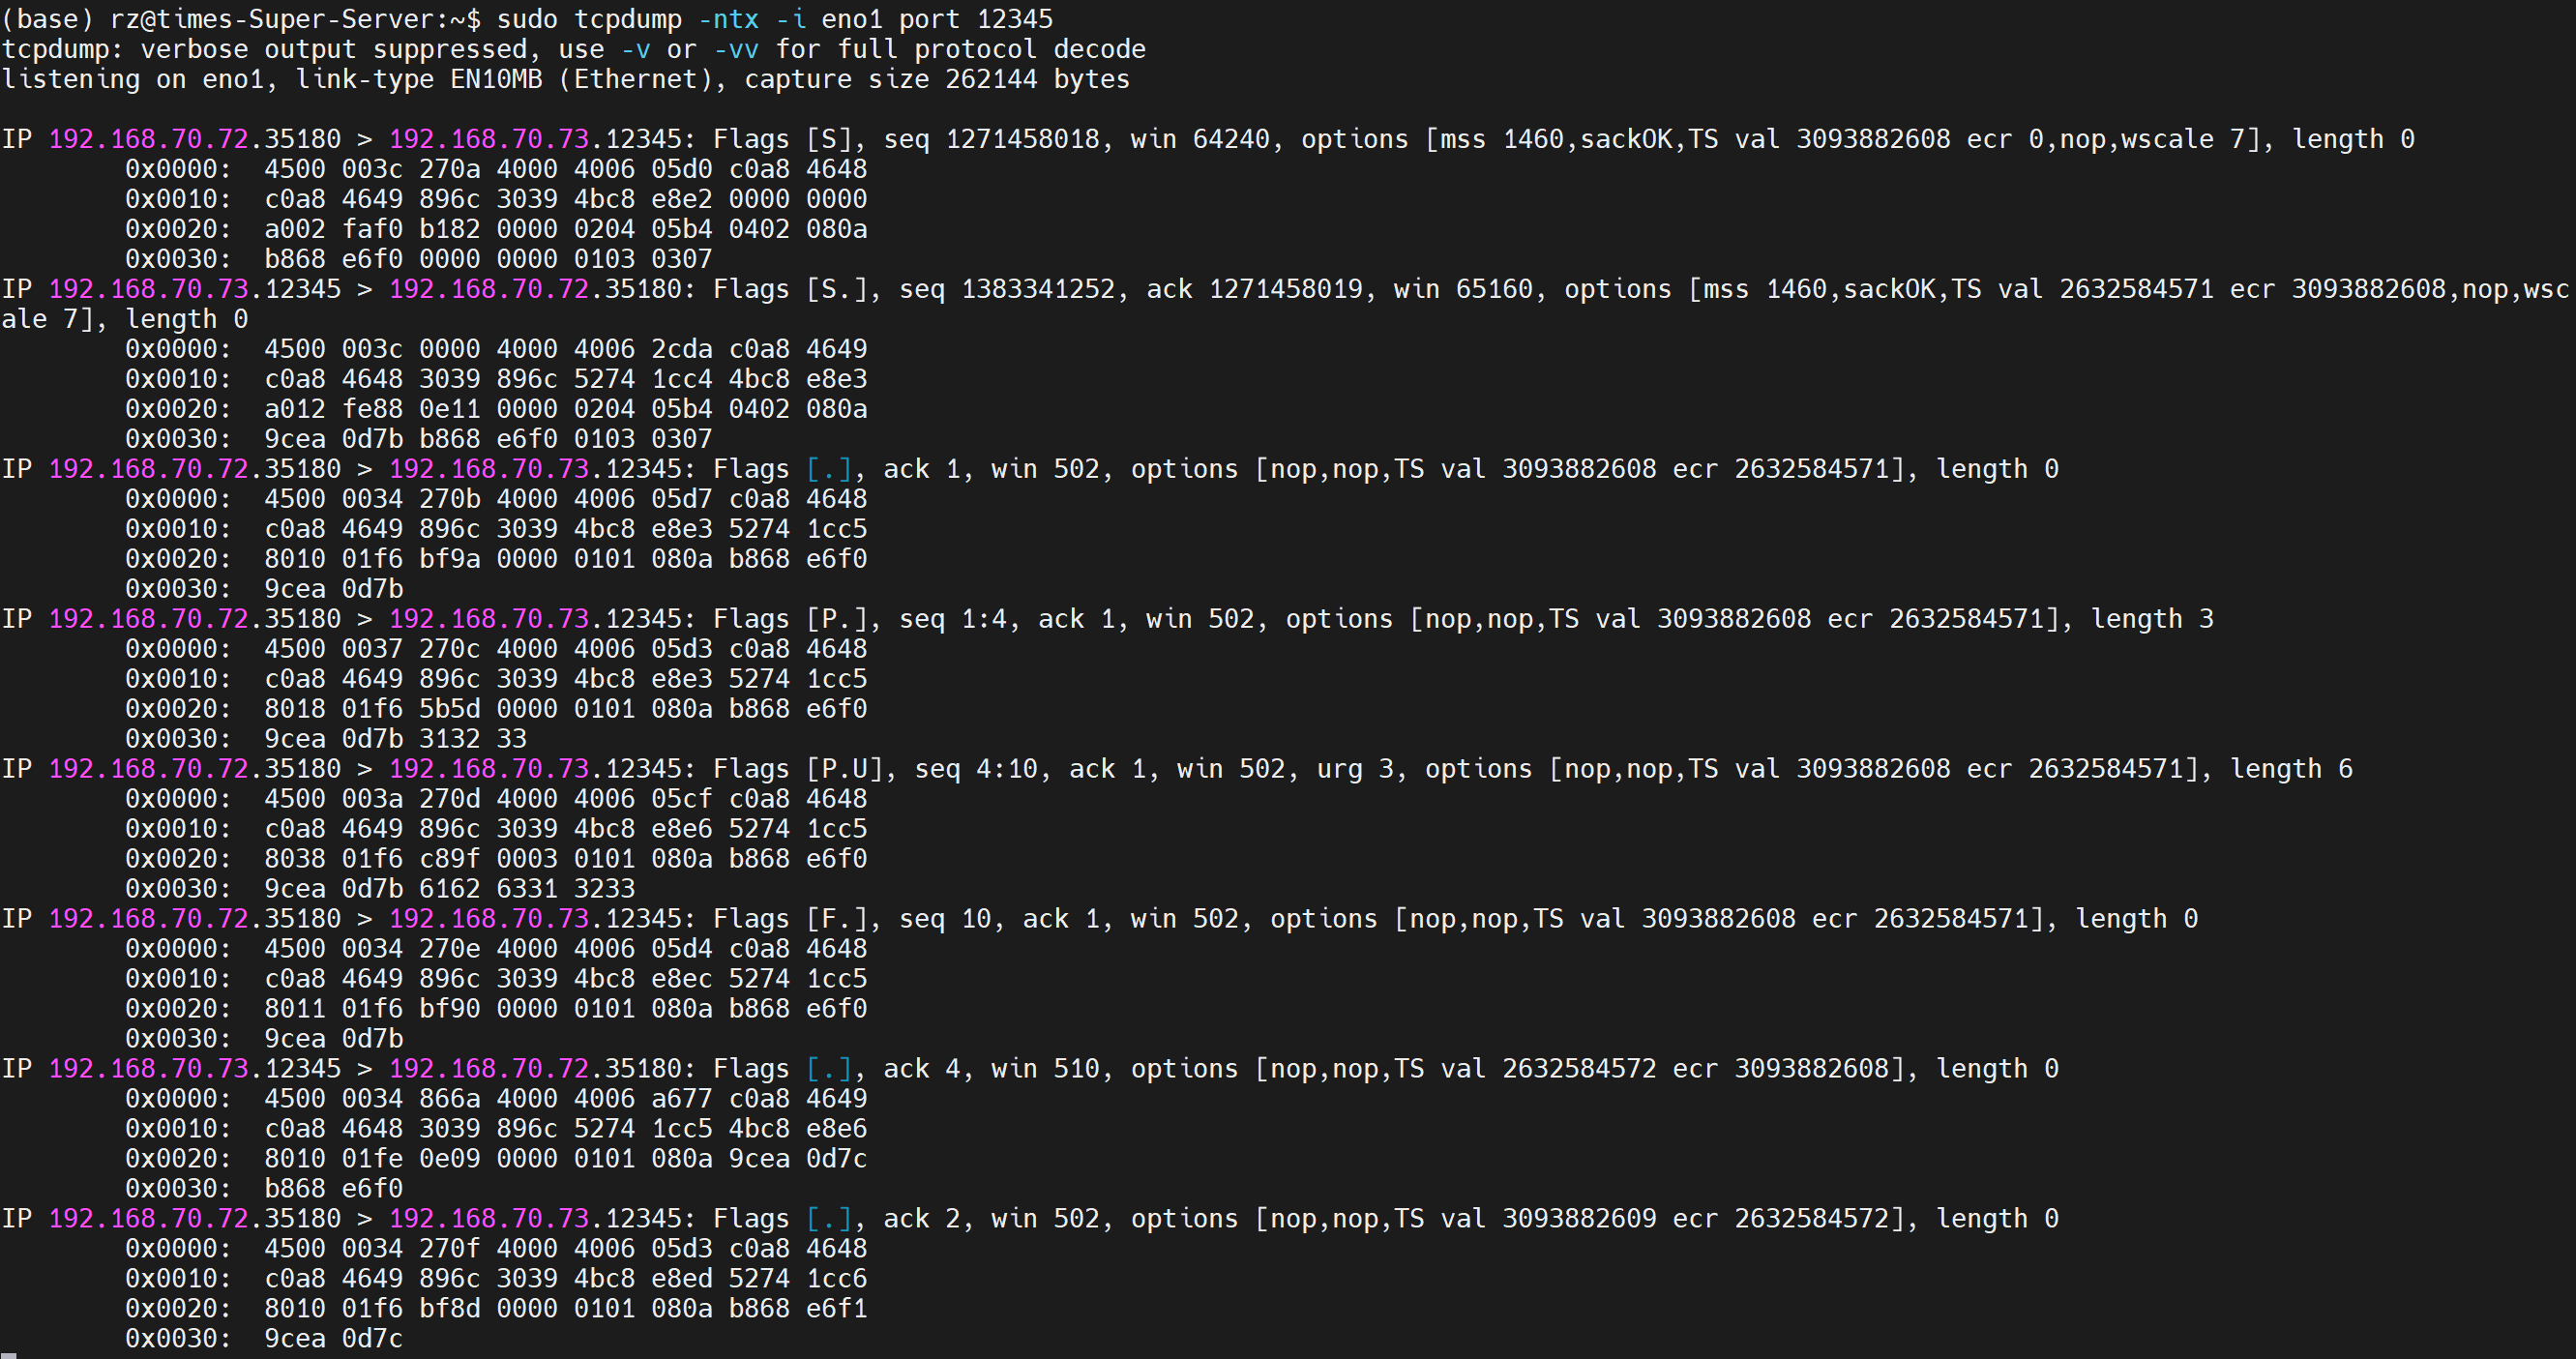 (base) rz@times-Super-Server:~$ sudo tcpdump -ntx -i eno1 port 12345
tcpdump: verbose output suppressed, use -v or -vv for full protocol decode
listening on eno1, link-type EN10MB (Ethernet), capture size 262144 bytes
IP 192.168.70.72.35180 > 192.168.70.73.12345: Flags [S], seq 1271458018, win 64240, options [mss 1460,sackOK,TS val 3093882608 ecr 0,nop,wscale 7], length 0
0x0000:  4500 003c 270a 4000 4006 05d0 c0a8 4648
0x0010:  c0a8 4649 896c 3039 4bc8 e8e2 0000 0000
0x0020:  a002 faf0 b182 0000 0204 05b4 0402 080a
0x0030:  b868 e6f0 0000 0000 0103 0307
IP 192.168.70.73.12345 > 192.168.70.72.35180: Flags [S.], seq 1383341252, ack 1271458019, win 65160, options [mss 1460,sackOK,TS val 2632584571 ecr 3093882608,nop,wsc
ale 7], length 0
0x0000:  4500 003c 0000 4000 4006 2cda c0a8 4649
0x0010:  c0a8 4648 3039 896c 5274 1cc4 4bc8 e8e3
0x0020:  a012 fe88 0e11 0000 0204 05b4 0402 080a
0x0030:  9cea 0d7b b868 e6f0 0103 0307
IP 192.168.70.72.35180 > 192.168.70.73.12345: Flags [.], ack 1, win 502, options [nop,nop,TS val 3093882608 ecr 2632584571], length 0
0x0000:  4500 0034 270b 4000 4006 05d7 c0a8 4648
0x0010:  c0a8 4649 896c 3039 4bc8 e8e3 5274 1cc5
0x0020:  8010 01f6 bf9a 0000 0101 080a b868 e6f0
0x0030:  9cea 0d7b
IP 192.168.70.72.35180 > 192.168.70.73.12345: Flags [P.], seq 1:4, ack 1, win 502, options [nop,nop,TS val 3093882608 ecr 2632584571], length 3
0x0000:  4500 0037 270c 4000 4006 05d3 c0a8 4648
0x0010:  c0a8 4649 896c 3039 4bc8 e8e3 5274 1cc5
0x0020:  8018 01f6 5b5d 0000 0101 080a b868 e6f0
0x0030:  9cea 0d7b 3132 33
IP 192.168.70.72.35180 > 192.168.70.73.12345: Flags [P.U], seq 4:10, ack 1, win 502, urg 3, options [nop,nop,TS val 3093882608 ecr 2632584571], length 6
0x0000:  4500 003a 270d 4000 4006 05cf c0a8 4648
0x0010:  c0a8 4649 896c 3039 4bc8 e8e6 5274 1cc5
0x0020:  8038 01f6 c89f 0003 0101 080a b868 e6f0
0x0030:  9cea 0d7b 6162 6331 3233
IP 192.168.70.72.35180 > 192.168.70.73.12345: Flags [F.], seq 10, ack 1, win 502, options [nop,nop,TS val 3093882608 ecr 2632584571], length 0
0x0000:  4500 0034 270e 4000 4006 05d4 c0a8 4648
0x0010:  c0a8 4649 896c 3039 4bc8 e8ec 5274 1cc5
0x0020:  8011 01f6 bf90 0000 0101 080a b868 e6f0
0x0030:  9cea 0d7b
IP 192.168.70.73.12345 > 192.168.70.72.35180: Flags [.], ack 4, win 510, options [nop,nop,TS val 2632584572 ecr 3093882608], length 0
0x0000:  4500 0034 866a 4000 4006 a677 c0a8 4649
0x0010:  c0a8 4648 3039 896c 5274 1cc5 4bc8 e8e6
0x0020:  8010 01fe 0e09 0000 0101 080a 9cea 0d7c
0x0030:  b868 e6f0
IP 192.168.70.72.35180 > 192.168.70.73.12345: Flags [.], ack 2, win 502, options [nop,nop,TS val 3093882609 ecr 2632584572], length 0
0x0000:  4500 0034 270f 4000 4006 05d3 c0a8 4648
0x0010:  c0a8 4649 896c 3039 4bc8 e8ed 5274 1cc6
0x0020:  8010 01f6 bf8d 0000 0101 080a b868 e6f1
0x0030:  9cea 0d7c